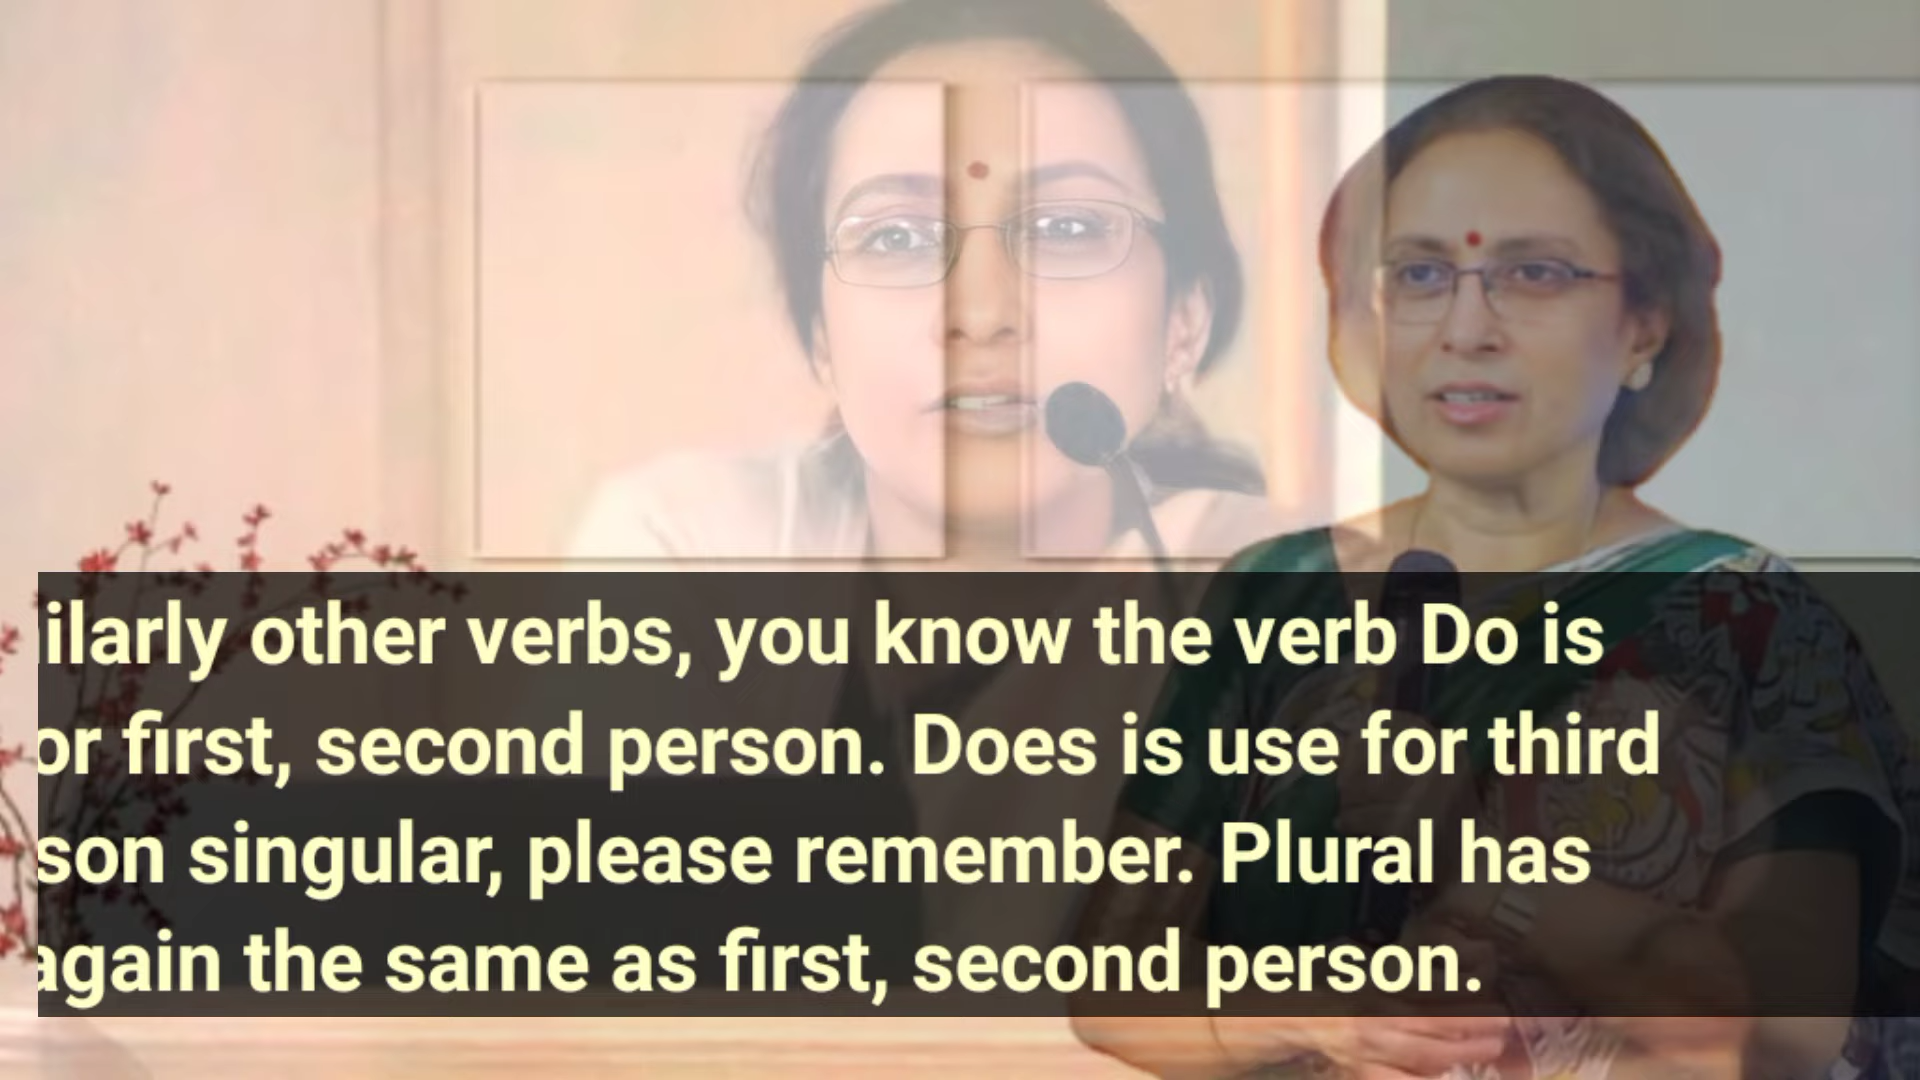 ilarly other verbs, you know the verb Do is
or first, second person. Does is use for third
son singular, please remember. Plural has
again the same as first, second person.